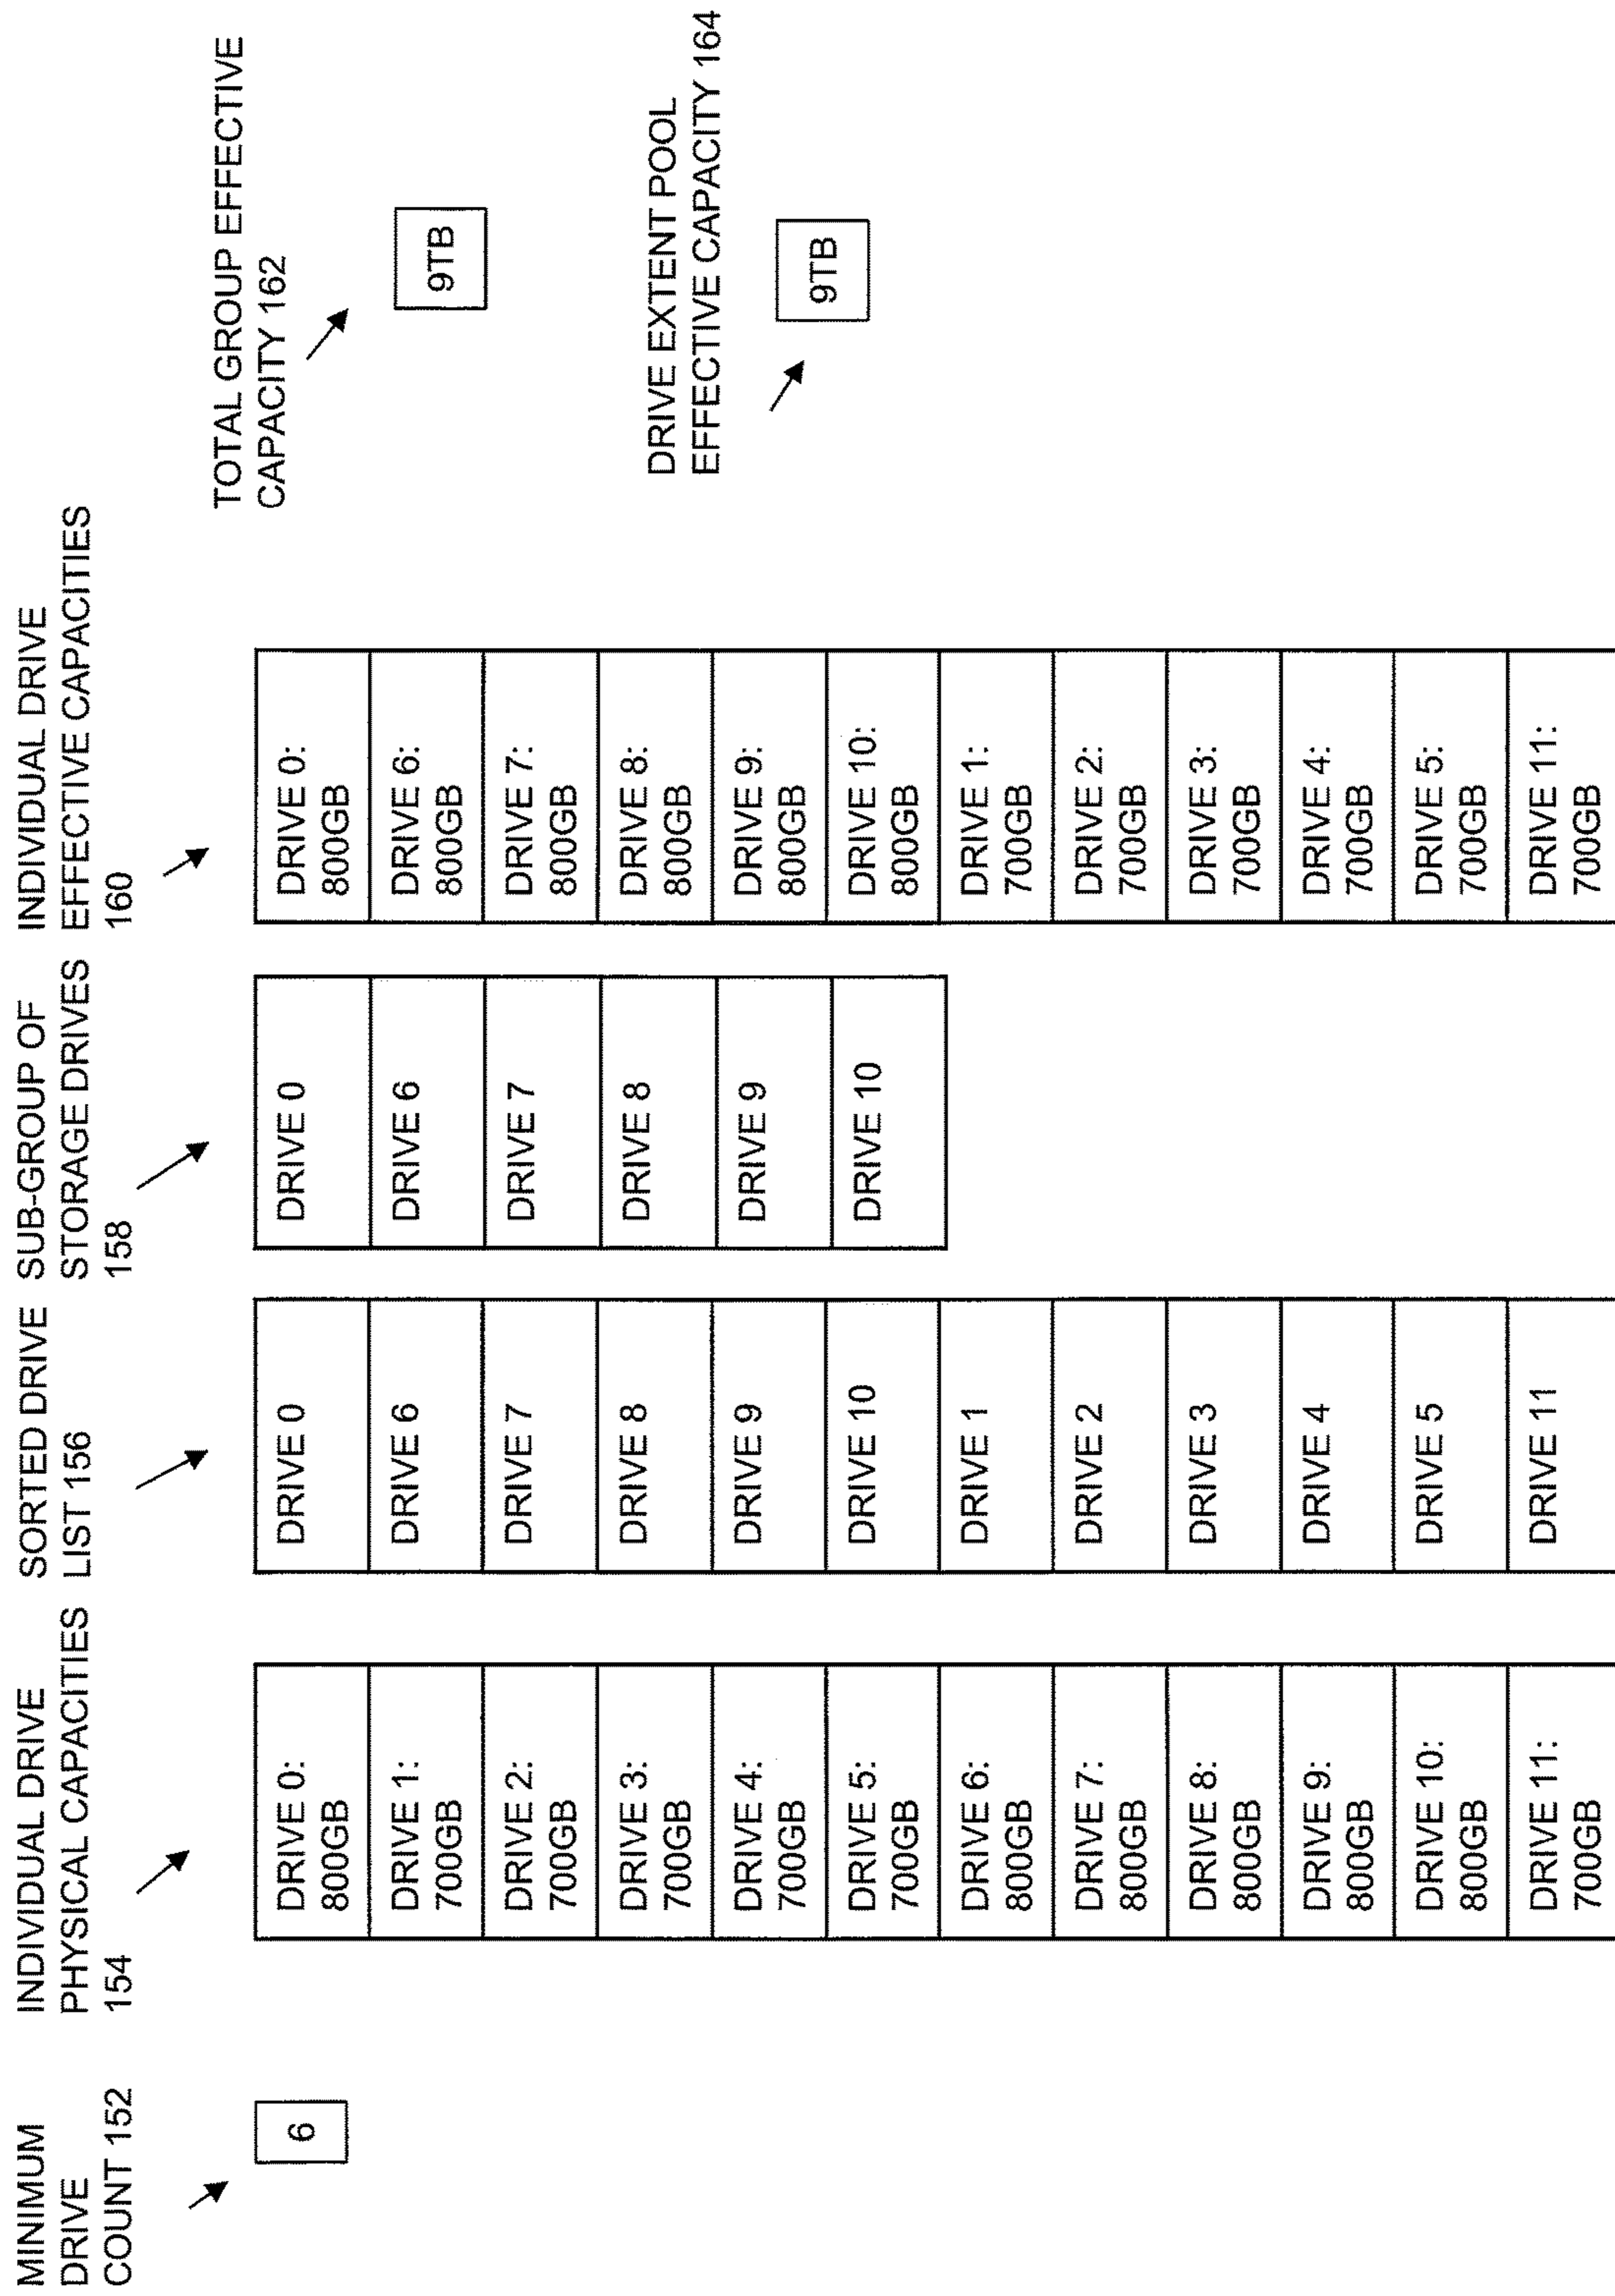 MINIMUM
DRIVE
COUNT 152
6
INDIVIDUAL DRIVE
PHYSICAL CAPACITIES
154
DRIVE 0:
800GB
DRIVE 1:
700GB
DRIVE 2:
700GB
DRIVE 3:
700GB
DRIVE 4:
700GB
DRIVE 5:
700GB
DRIVE 6:
800GB
DRIVE 7:
800GB
DRIVE 8:
800GB
DRIVE 9:
800GB
DRIVE 10:
800GB
DRIVE 11:
700GB
SORTED DRIVE
LIST 156
DRIVE 0
DRIVE 6
DRIVE 7
DRIVE 8
DRIVE 9
DRIVE 10
DRIVE 1
DRIVE 2
DRIVE 3
DRIVE 4
DRIVE 5
DRIVE 11
SUB-GROUP OF
STORAGE DRIVES
158
DRIVE 0
DRIVE 6
DRIVE 7
DRIVE 8
DRIVE 9
DRIVE 10
INDIVIDUAL DRIVE
EFFECTIVE CAPACITIES
160
DRIVE 0:
800GB
DRIVE 6:
800GB
DRIVE 7:
800GB
DRIVE 8:
800GB
DRIVE 9:
800GB
DRIVE 10:
800GB
DRIVE 1:
700GB
DRIVE 2:
700GB
DRIVE 3:
700GB
DRIVE 4:
700GB
DRIVE 5:
700GB
DRIVE 11:
700GB
TOTAL GROUP EFFECTIVE
CAPACITY 162
9TB
DRIVE EXTENT POOL
EFFECTIVE CAPACITY 164
9TB